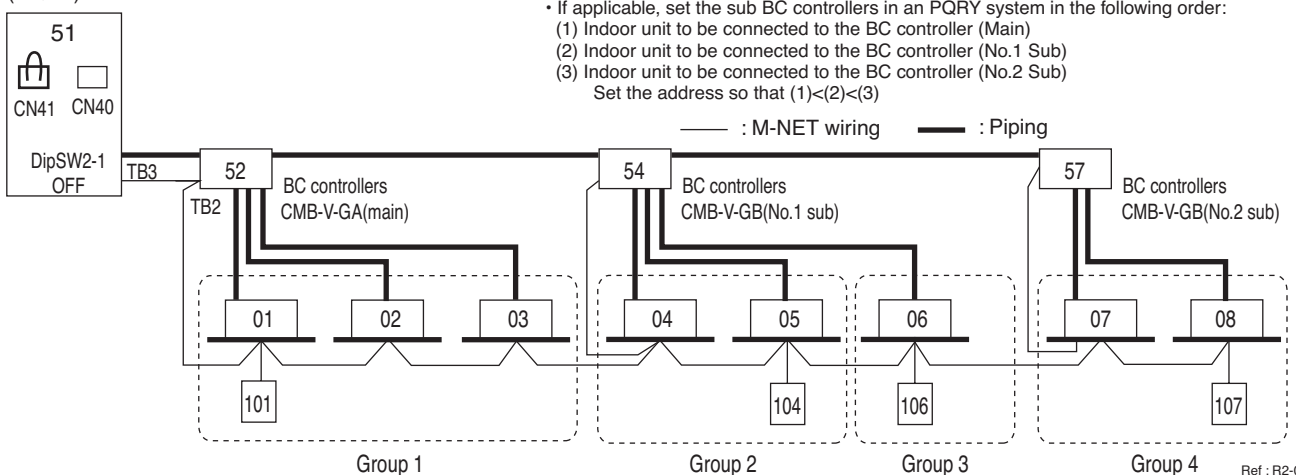 • If applicable, set the sub BC controllers in an PQRY system in the following order:
(1) Indoor unit to be connected to the BC controller (Main)
(2) Indoor unit to be connected to the BC controller (No.1 Sub)
(3) Indoor unit to be connected to the BC controller (No.2 Sub)
Set the address so that (1)<(2)<(3)
51
CN41 CN40
DipSW2-1
OFF
: M-NET wiring : Piping
TB3
TB2
52
BC controllers
CMB-V-GA(main)
54
BC controllers
CMB-V-GB(No.1 sub)
57
BC controllers
CMB-V-GB(No.2 sub)
01 02 03 04 05 06 07 08
101 104 106 107
Group 1 Group 2 Group 3 Group 4
Ref : R2-